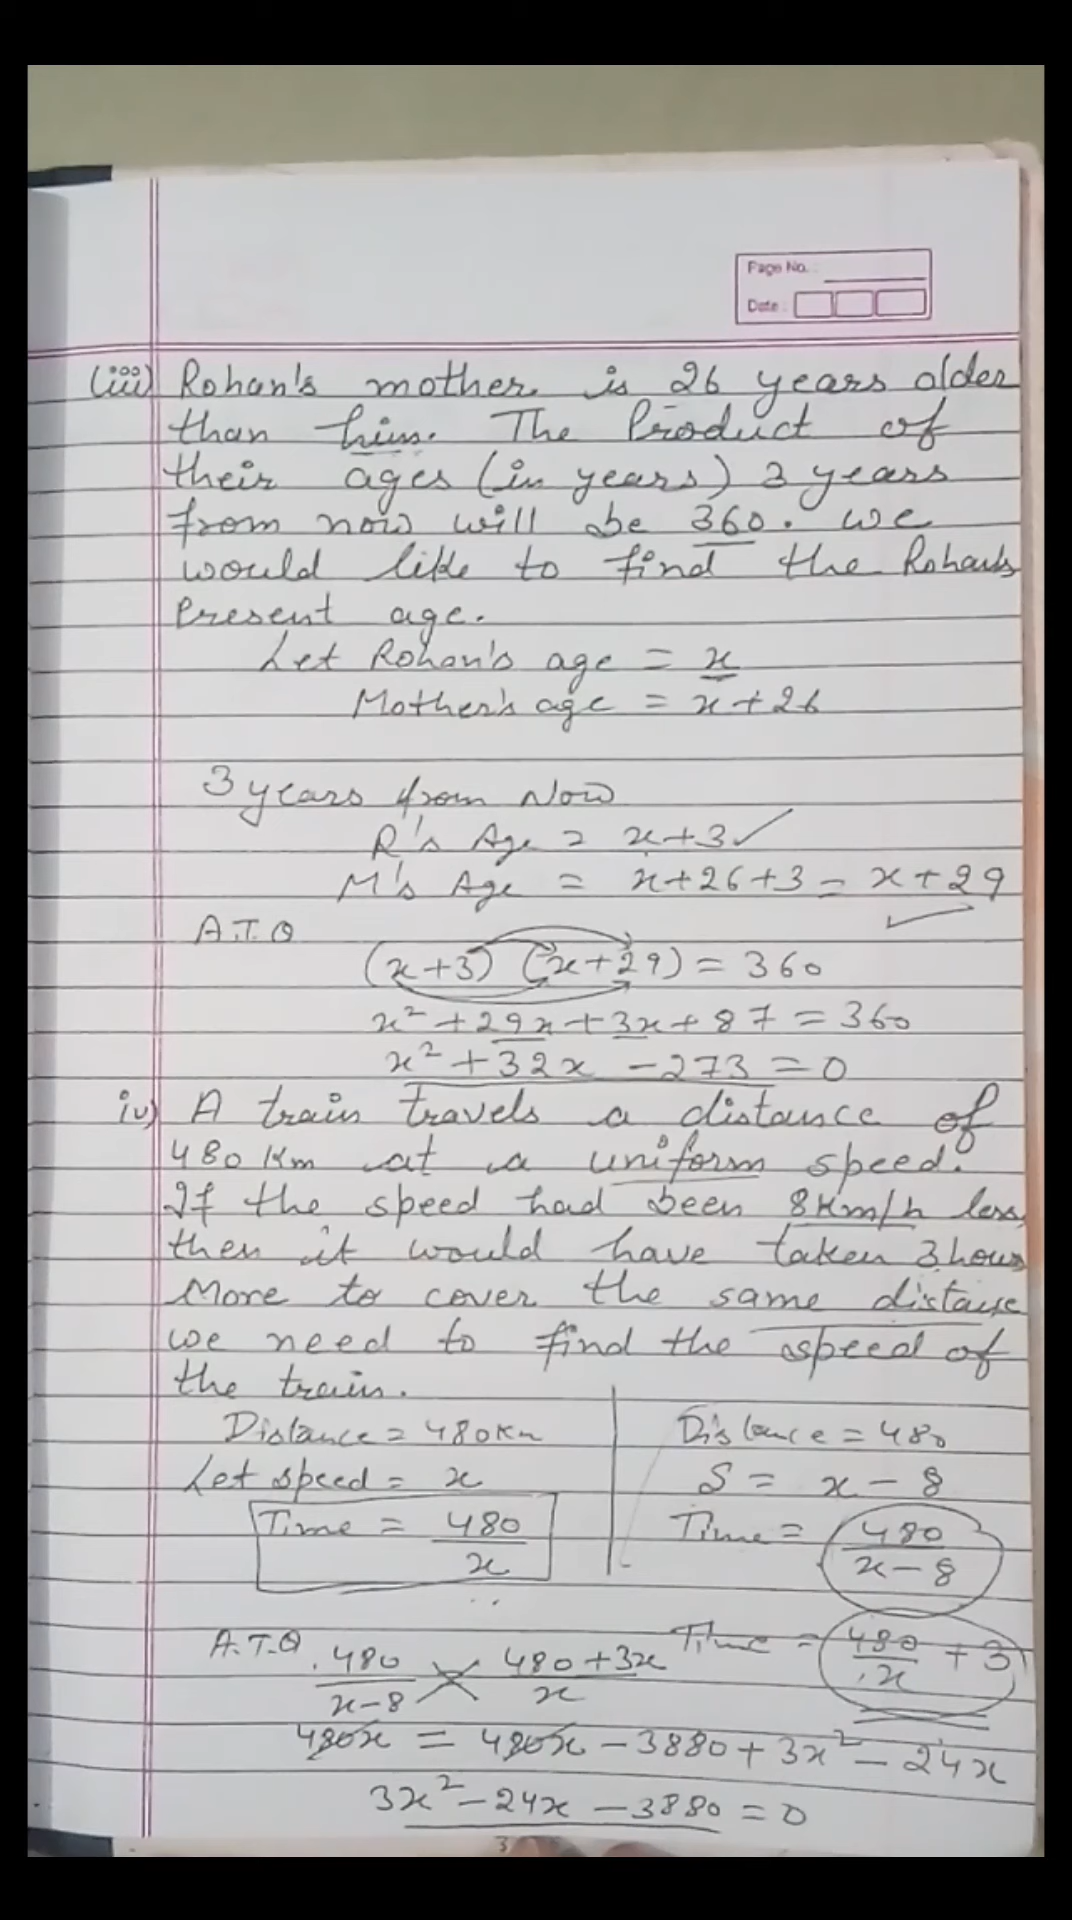 Page No.
Date:
(iii) Rohan's mother is 26 years older
than him. The Product of
their ages (in years) 3 years
from now will be 360. we
would like to find the Rohan's
Present age.
Let Rohan's age = x
Mother's age = x+26
3 years from Now
R's Age = x+3 ✓
M's Age = x+26+3 = x+29
A.T.Q
(x+3) (x+29) = 360
x² + 29x + 3x + 87 = 360
x² + 32x - 273 = 0
iv) A train travels a distance of
480 Km at a uniform speed.
If the speed had been 8Km/h less,
then it would have taken 3 hours
More to cover the same distance
we need to find the speed of
the train.
Distance = 480Km
Let speed = x
Time = 480/x
Distance = 480
S = x - 8
Time = 480/x-8
Time = 480/x + 3
A.T.Q. 480/x-8 480+3x/x
480x = 480x - 3880 + 3x² - 24x
3x² - 24x - 3880 = 0
3